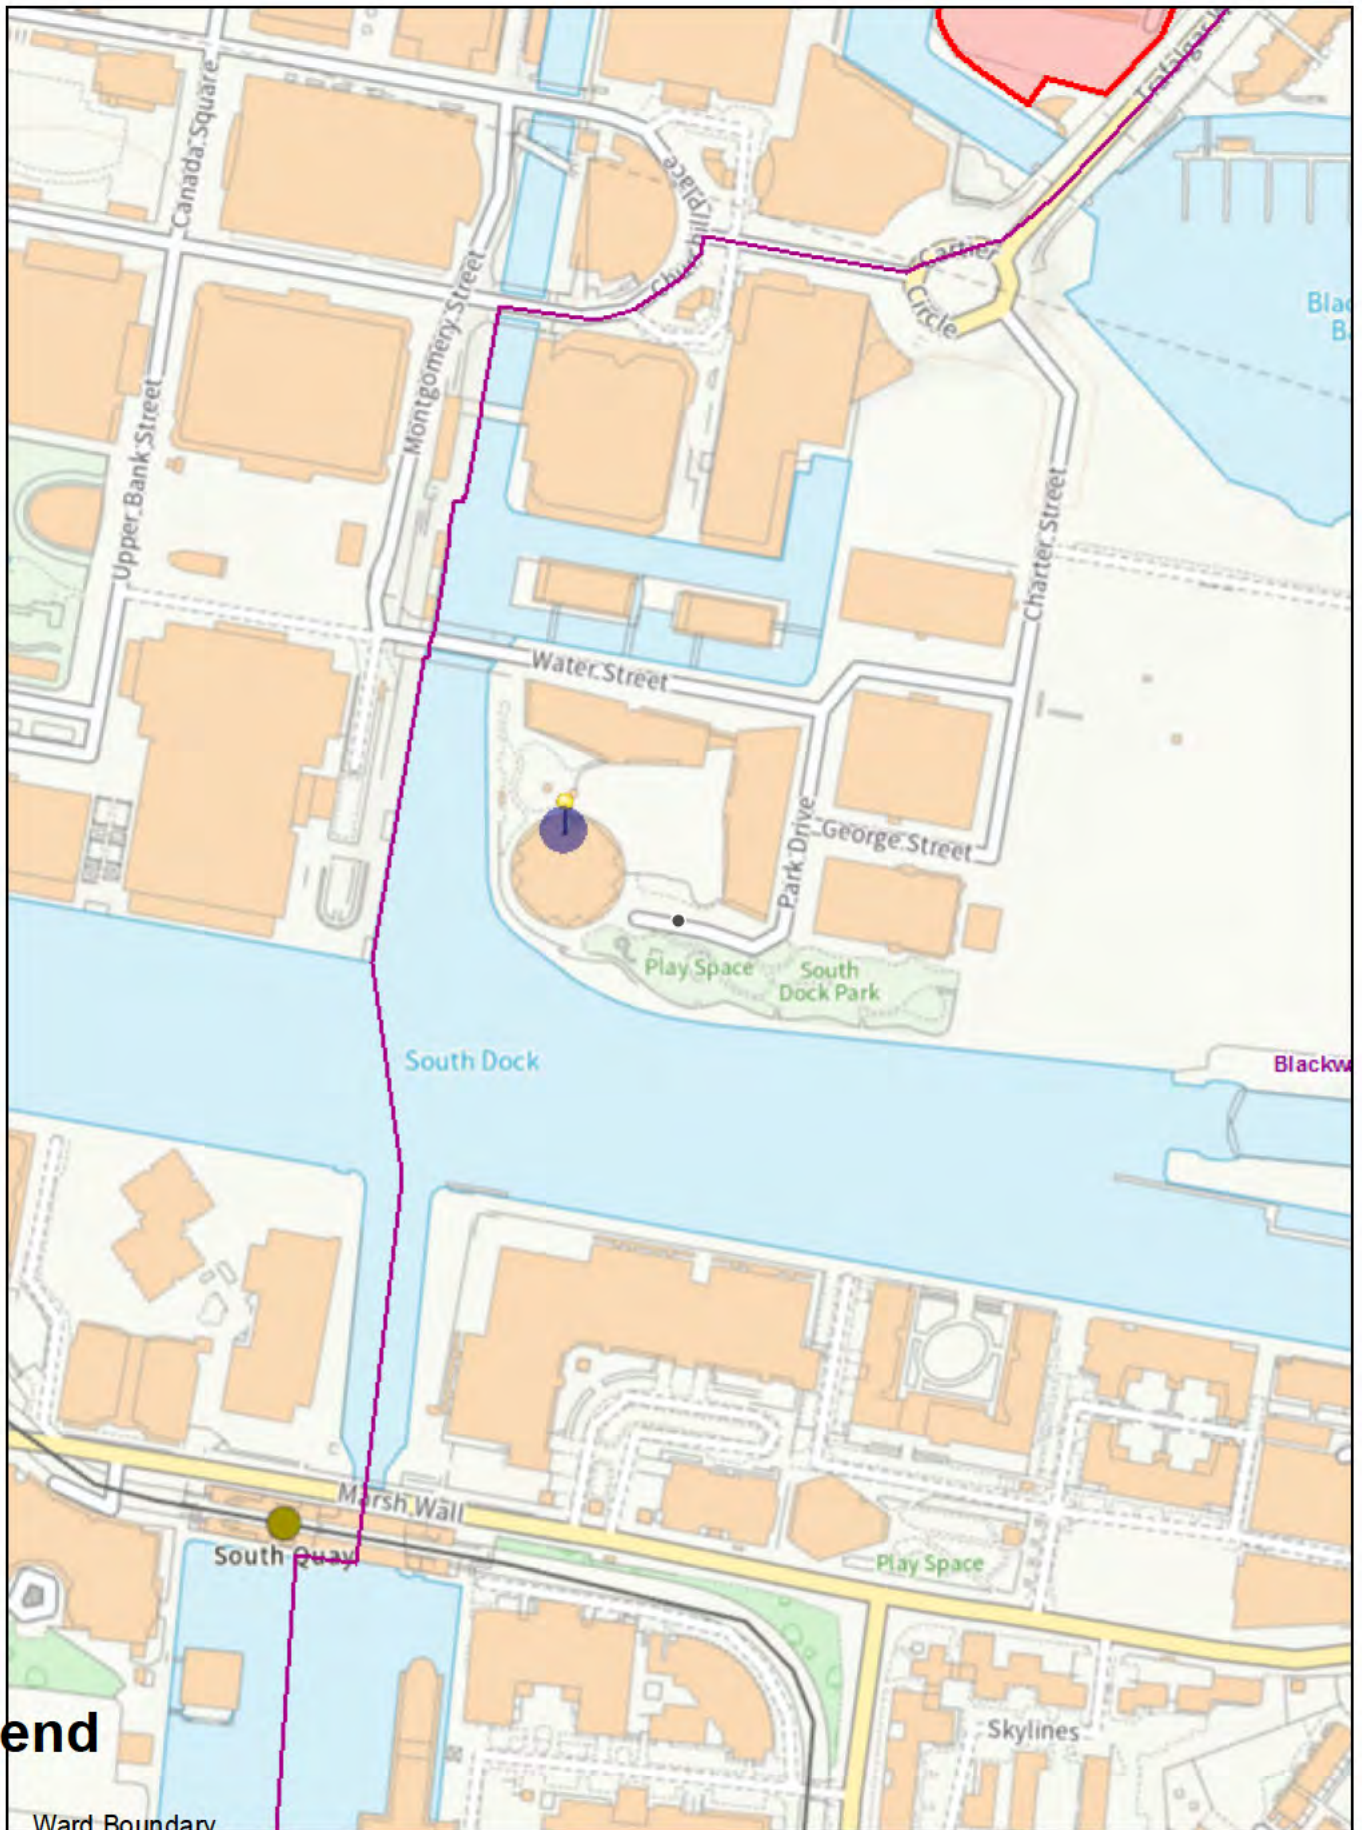 Trafalgar
Canada Square
Churchill Place
Cartier
Circle
Blac
B
Montgomery Street
Upper Bank Street
Charter Street
Water Street
Park Drive
George Street
Play Space
South
Dock Park
South Dock
Blackw
Marsh Wall
South Quay
Play Space
end
Skylines
Ward Boundary